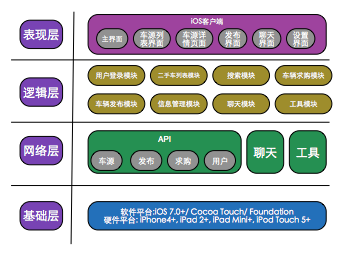 表现层
iOS客户端
主界面
车源列表界面
车源详情页面
发布界面
聊天界面
设置界面
逻辑层
用户登录模块
二手车列表模块
搜索模块
车辆求购模块
车辆发布模块
信息管理模块
聊天模块
工具模块
网络层
API
车源
发布
求购
用户
聊天
工具
基础层
软件平台:iOS 7.0+/ Cocoa Touch/ Foundation
硬件平台: iPhone4+, iPad 2+, iPad Mini+, iPod Touch 5+